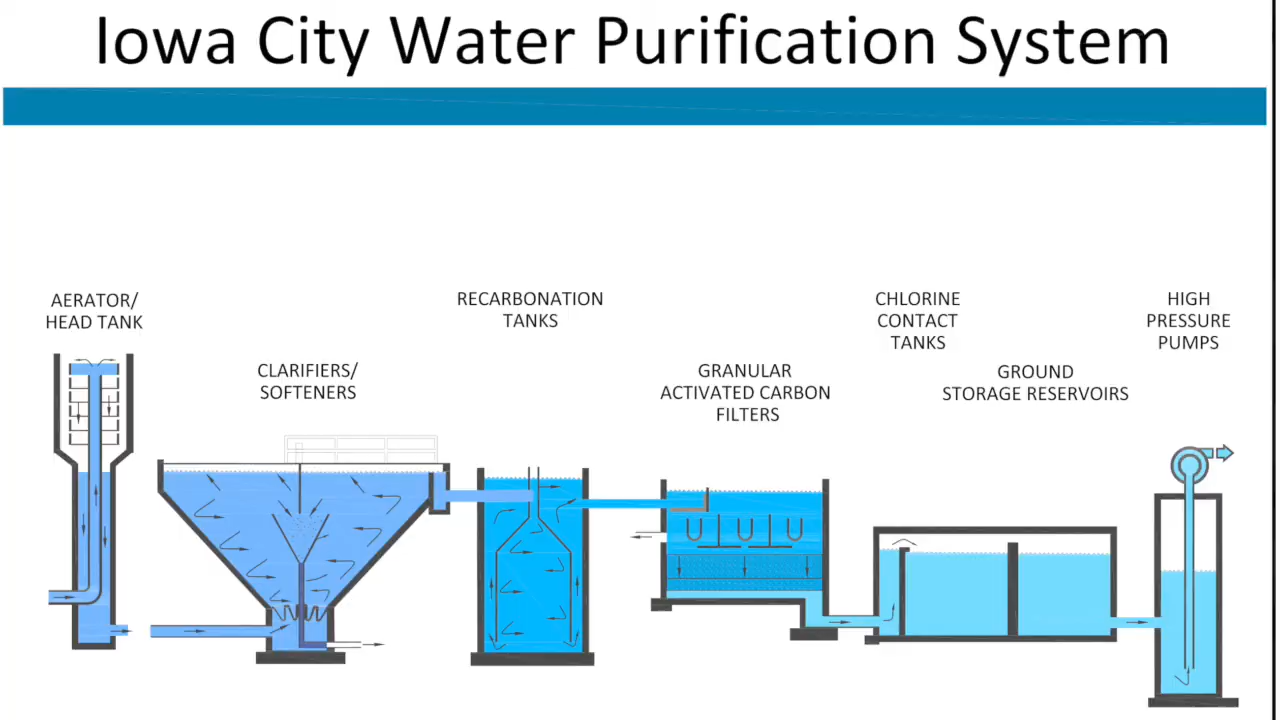 Iowa City Water Purification System
AERATOR/
HEAD TANK
CLARIFIERS/
SOFTENERS
RECARBONATION
TANKS
GRANULAR
ACTIVATED CARBON
FILTERS
CHLORINE
CONTACT
TANKS
GROUND
STORAGE RESERVOIRS
HIGH
PRESSURE
PUMPS